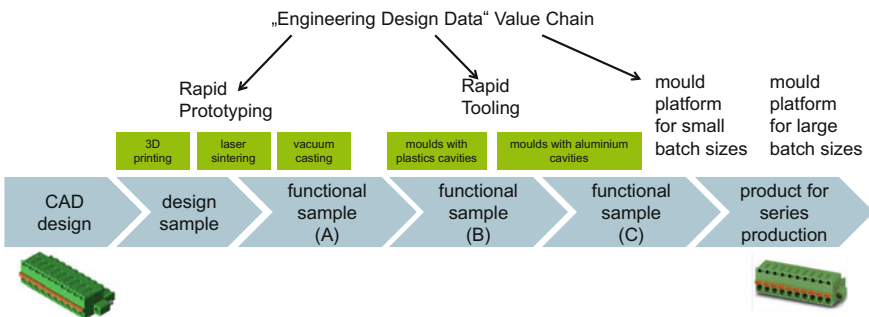 „Engineering Design Data“ Value Chain
Rapid
Prototyping
Rapid
Tooling
mould
platform
for small
batch sizes
mould
platform
for large
batch sizes
3D
printing
laser
sintering
vacuum
casting
moulds with
plastics cavities
moulds with aluminium
cavities
CAD
design
design
sample
functional
sample
(A)
functional
sample
(B)
functional
sample
(C)
product for
series
production